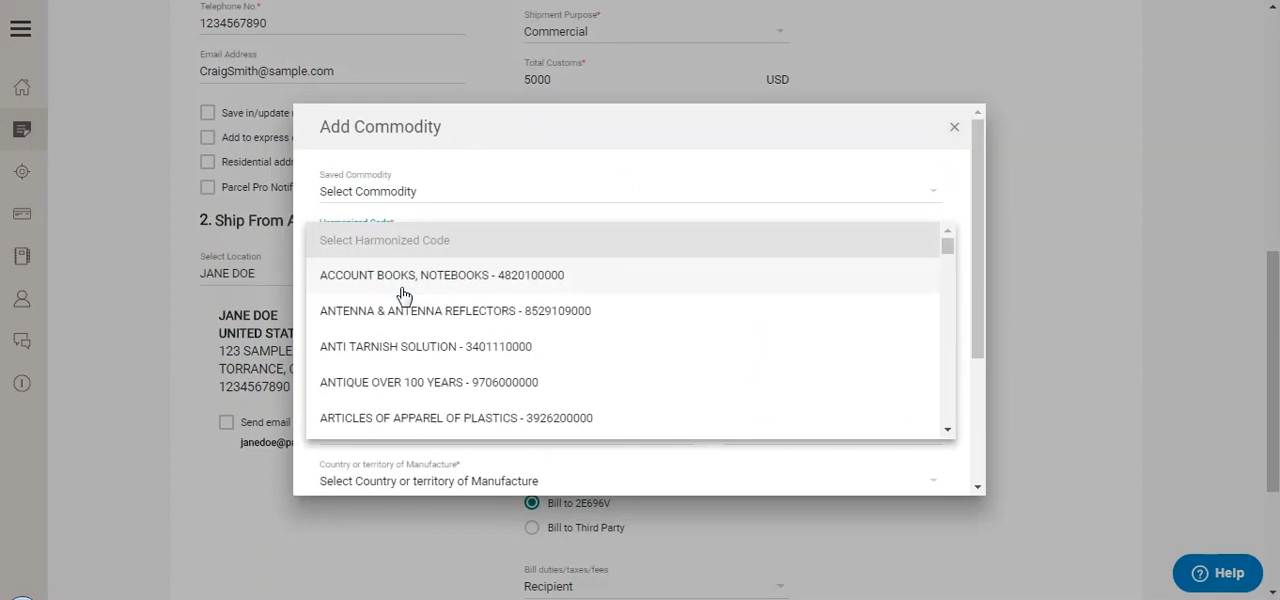 Telephone No.*
1234567890
Email Address
CraigSmith@sample.com
Save in/update
Add to express
Residential
Parcel Pro
2. Ship From
Select Location
JANE DOE
JANE DOE
UNITED
123
TORRANCE,
1234567890
Send email
Shipment Purpose*
Commercial
Total Customs*
5000 USD
Add Commodity
Saved Commodity
Select Commodity
Harmonized Code*
Select Harmonized Code
ACCOUNT BOOKS, NOTEBOOKS - 4820100000
ANTENNA & ANTENNA REFLECTORS - 8529109000
ANTI TARNISH SOLUTION - 3401110000
ANTIQUE OVER 100 YEARS - 9706000000
ARTICLES OF APPAREL OF PLASTICS - 3926200000
Country or territory of Manufacture*
Select Country or territory of Manufacture
Bill to 2E696V
Bill to Third Party
Bill duties/taxes/fees
Recipient
Help